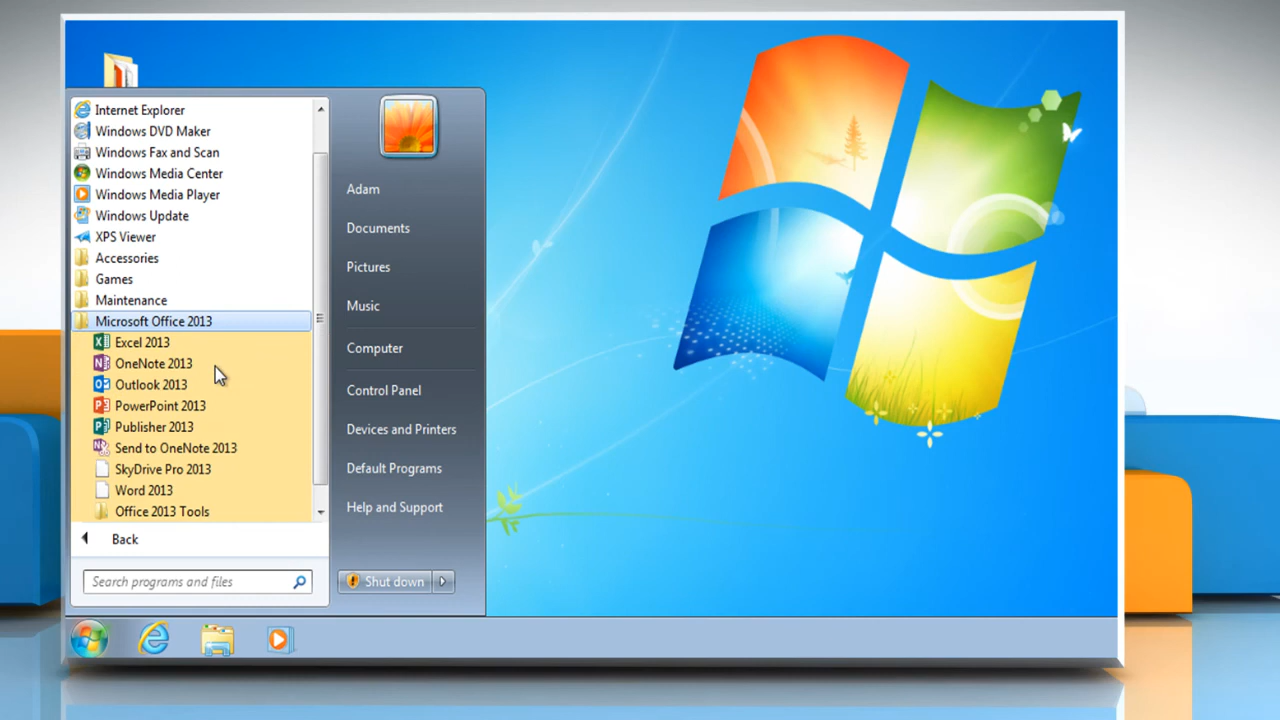 Internet Explorer
Windows DVD Maker
Windows Fax and Scan
Windows Media Center
Windows Media Player
Windows Update
XPS Viewer
Accessories
Games
Maintenance
Microsoft Office 2013
Excel 2013
OneNote 2013
Outlook 2013
PowerPoint 2013
Publisher 2013
Send to OneNote 2013
SkyDrive Pro 2013
Word 2013
Office 2013 Tools
Back
Search programs and files
Adam
Documents
Pictures
Music
Computer
Control Panel
Devices and Printers
Default Programs
Help and Support
Shut down